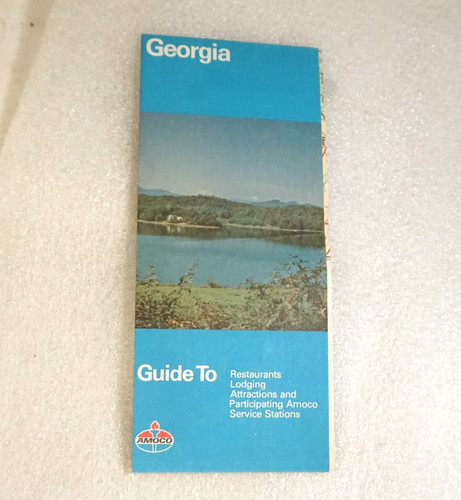 Georgia
Guide To
Restaurants
Lodging
Attractions and
Participating Amoco
Service Stations
AMOCO